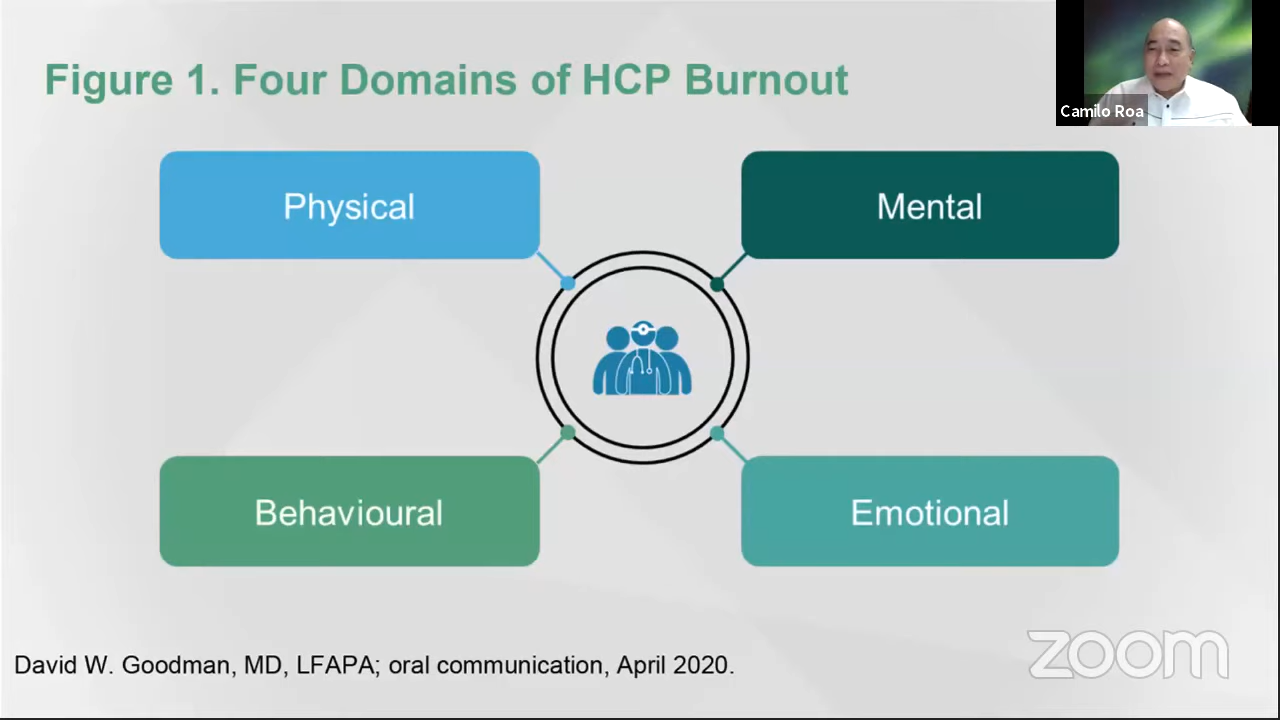 Figure 1. Four Domains of HCP Burnout
Camilo Roa
Physical
Mental
Behavioural
Emotional
David W. Goodman, MD, LFAPA; oral communication, April 2020.
zoom